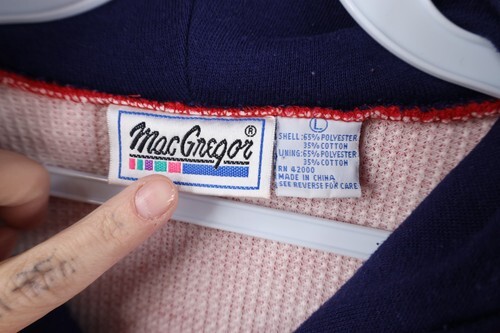 MacGregor®
L
SHELL: 65% POLYESTER
35% COTTON
LINING: 65% POLYESTER
35% COTTON
RN 42000
MADE IN CHINA
SEE REVERSE FOR CARE